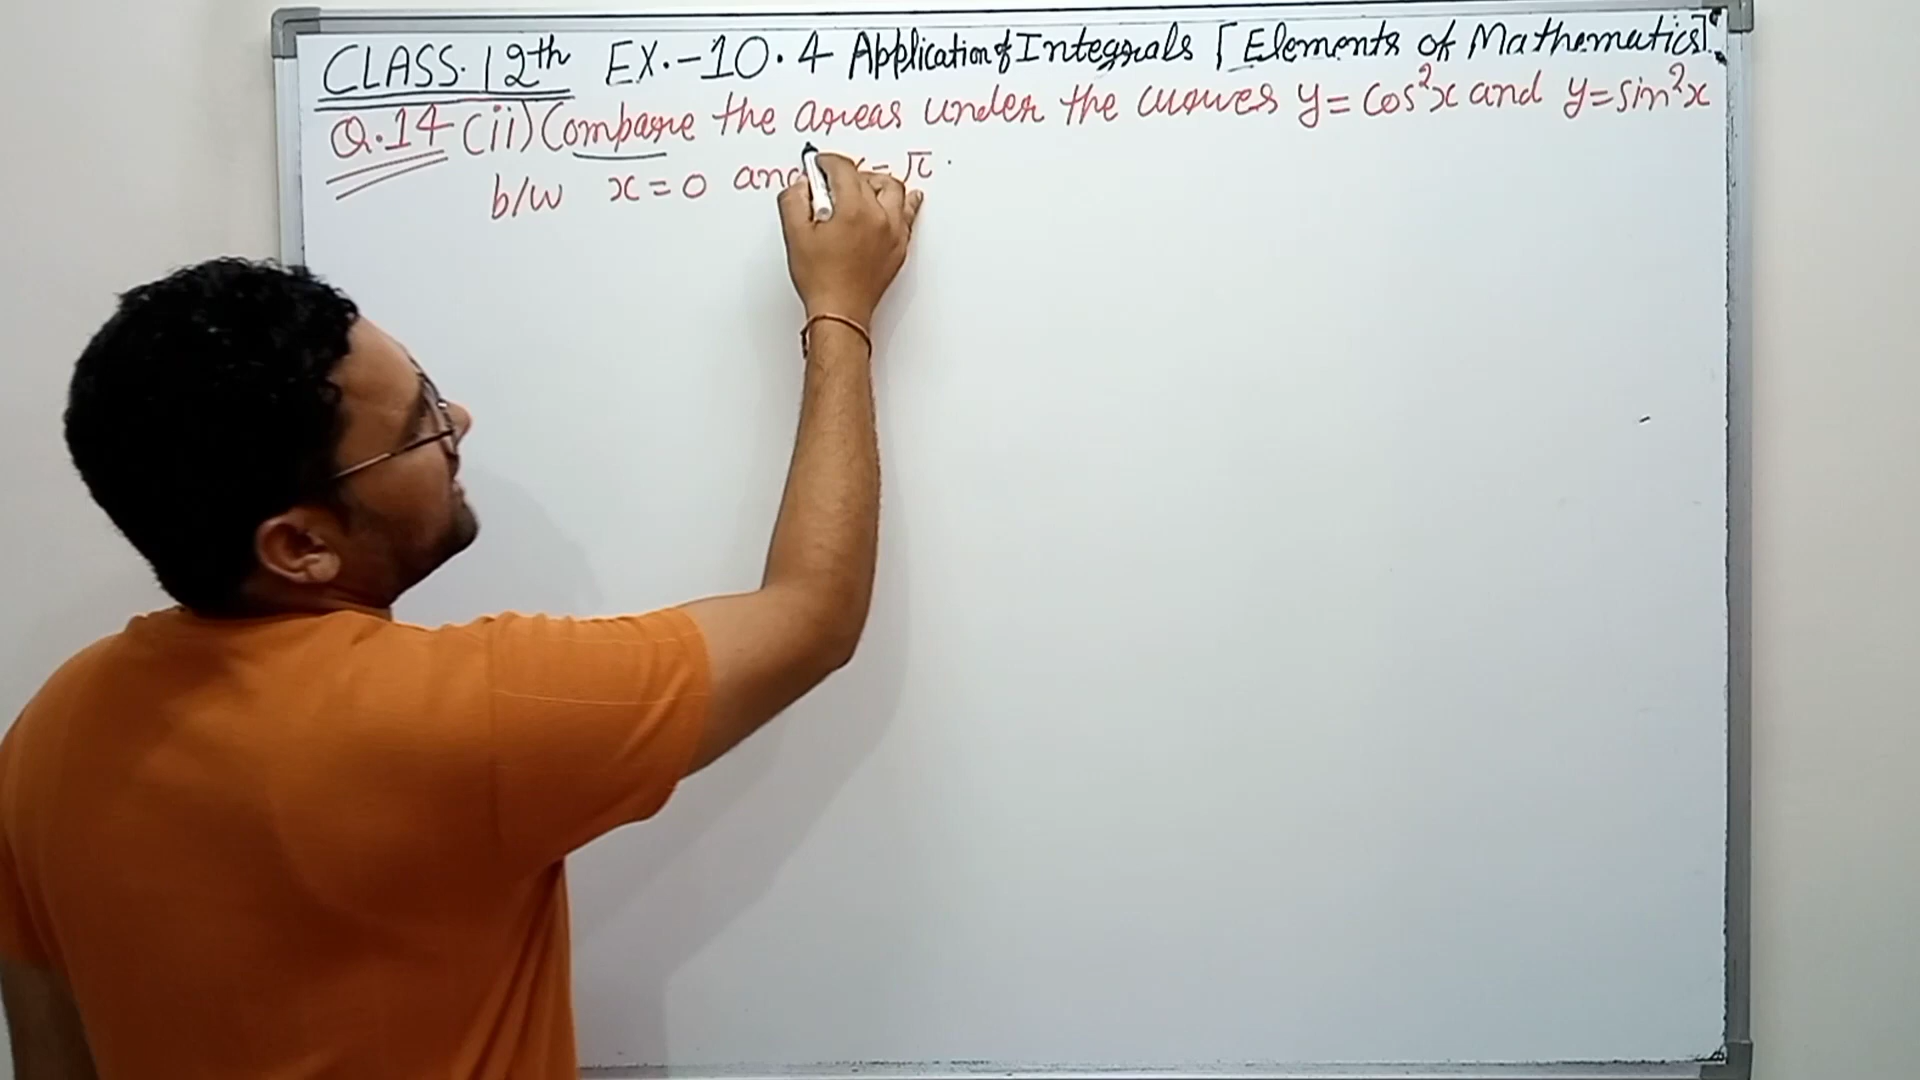 CLASS. 12th EX.-10.4 Application of Integrals [Elements of Mathematics]
Q.14 (ii) Compare the areas under the curves y = cos²x and y = sin²x
b/w x = 0 and x = π.